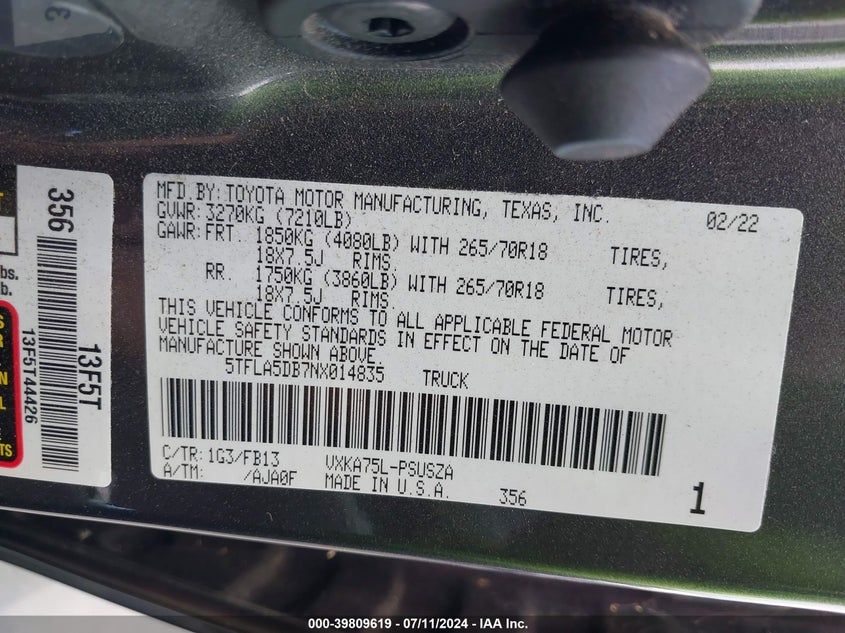 MFD BY: TOYOTA MOTOR MANUFACTURING, TEXAS, INC. 02/22
GVWR: 3270KG (7210LB)
GAWR: FRT. 1850KG (4080LB) WITH 265/70R18 TIRES,
18X7.5J RIMS
RR. 1750KG (3860LB) WITH 265/70R18 TIRES,
18X7.5J RIMS
THIS VEHICLE CONFORMS TO ALL APPLICABLE FEDERAL MOTOR
VEHICLE SAFETY STANDARDS IN EFFECT ON THE DATE OF
MANUFACTURE SHOWN ABOVE.
5TFLA5DB7NX014835 TRUCK
C/TR: 1G3/FB13 VXKA75L-PSUSZA
A/TM: /AJA0F MADE IN U.S.A. 356 1
356
13F5T
13F5T44426
lbs.
lb.
TS
000-39809619 - 07/11/2024 - IAA Inc.